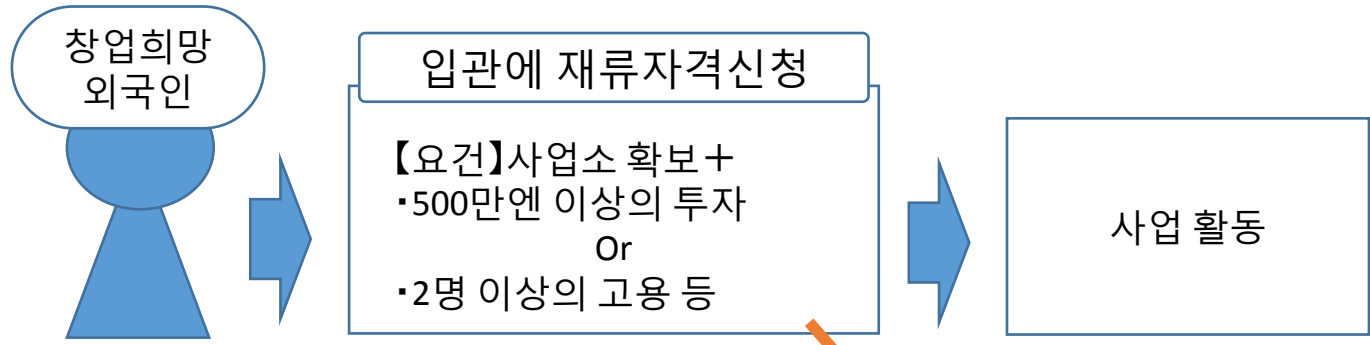 창업희망
외국인
입관에 재류자격신청
【요건】사업소 확보＋
・500만엔 이상의 투자
Or
・2명 이상의 고용 등
사업 활동